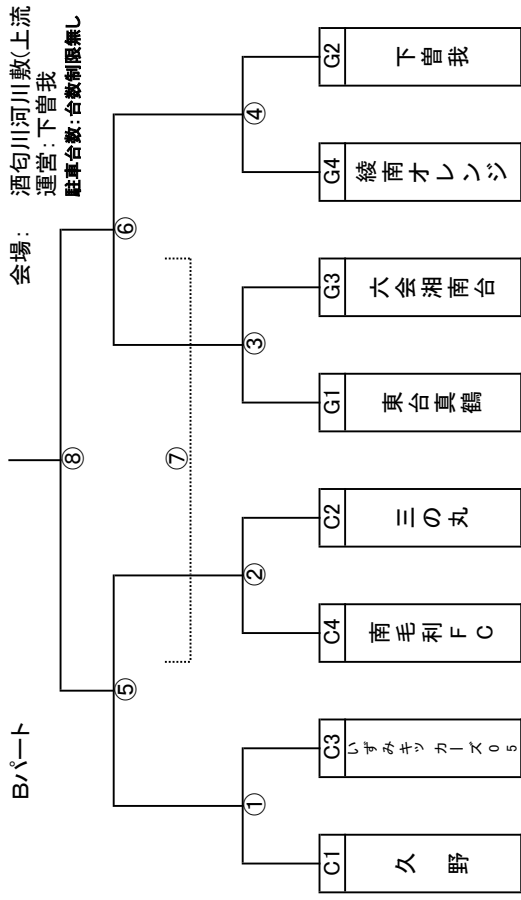 Bパート
会場：
酒匂川河川敷(上流
運営：下曽我
駐車台数：台数制限無し
⑧
⑤
⑥
⑦
①
②
③
④
C1
久野
C3
いずみキッカーズ05
C4
南毛利FC
C2
三の丸
G1
東台真鶴
G3
六会湘南台
G4
綾南オレンジ
G2
下曽我